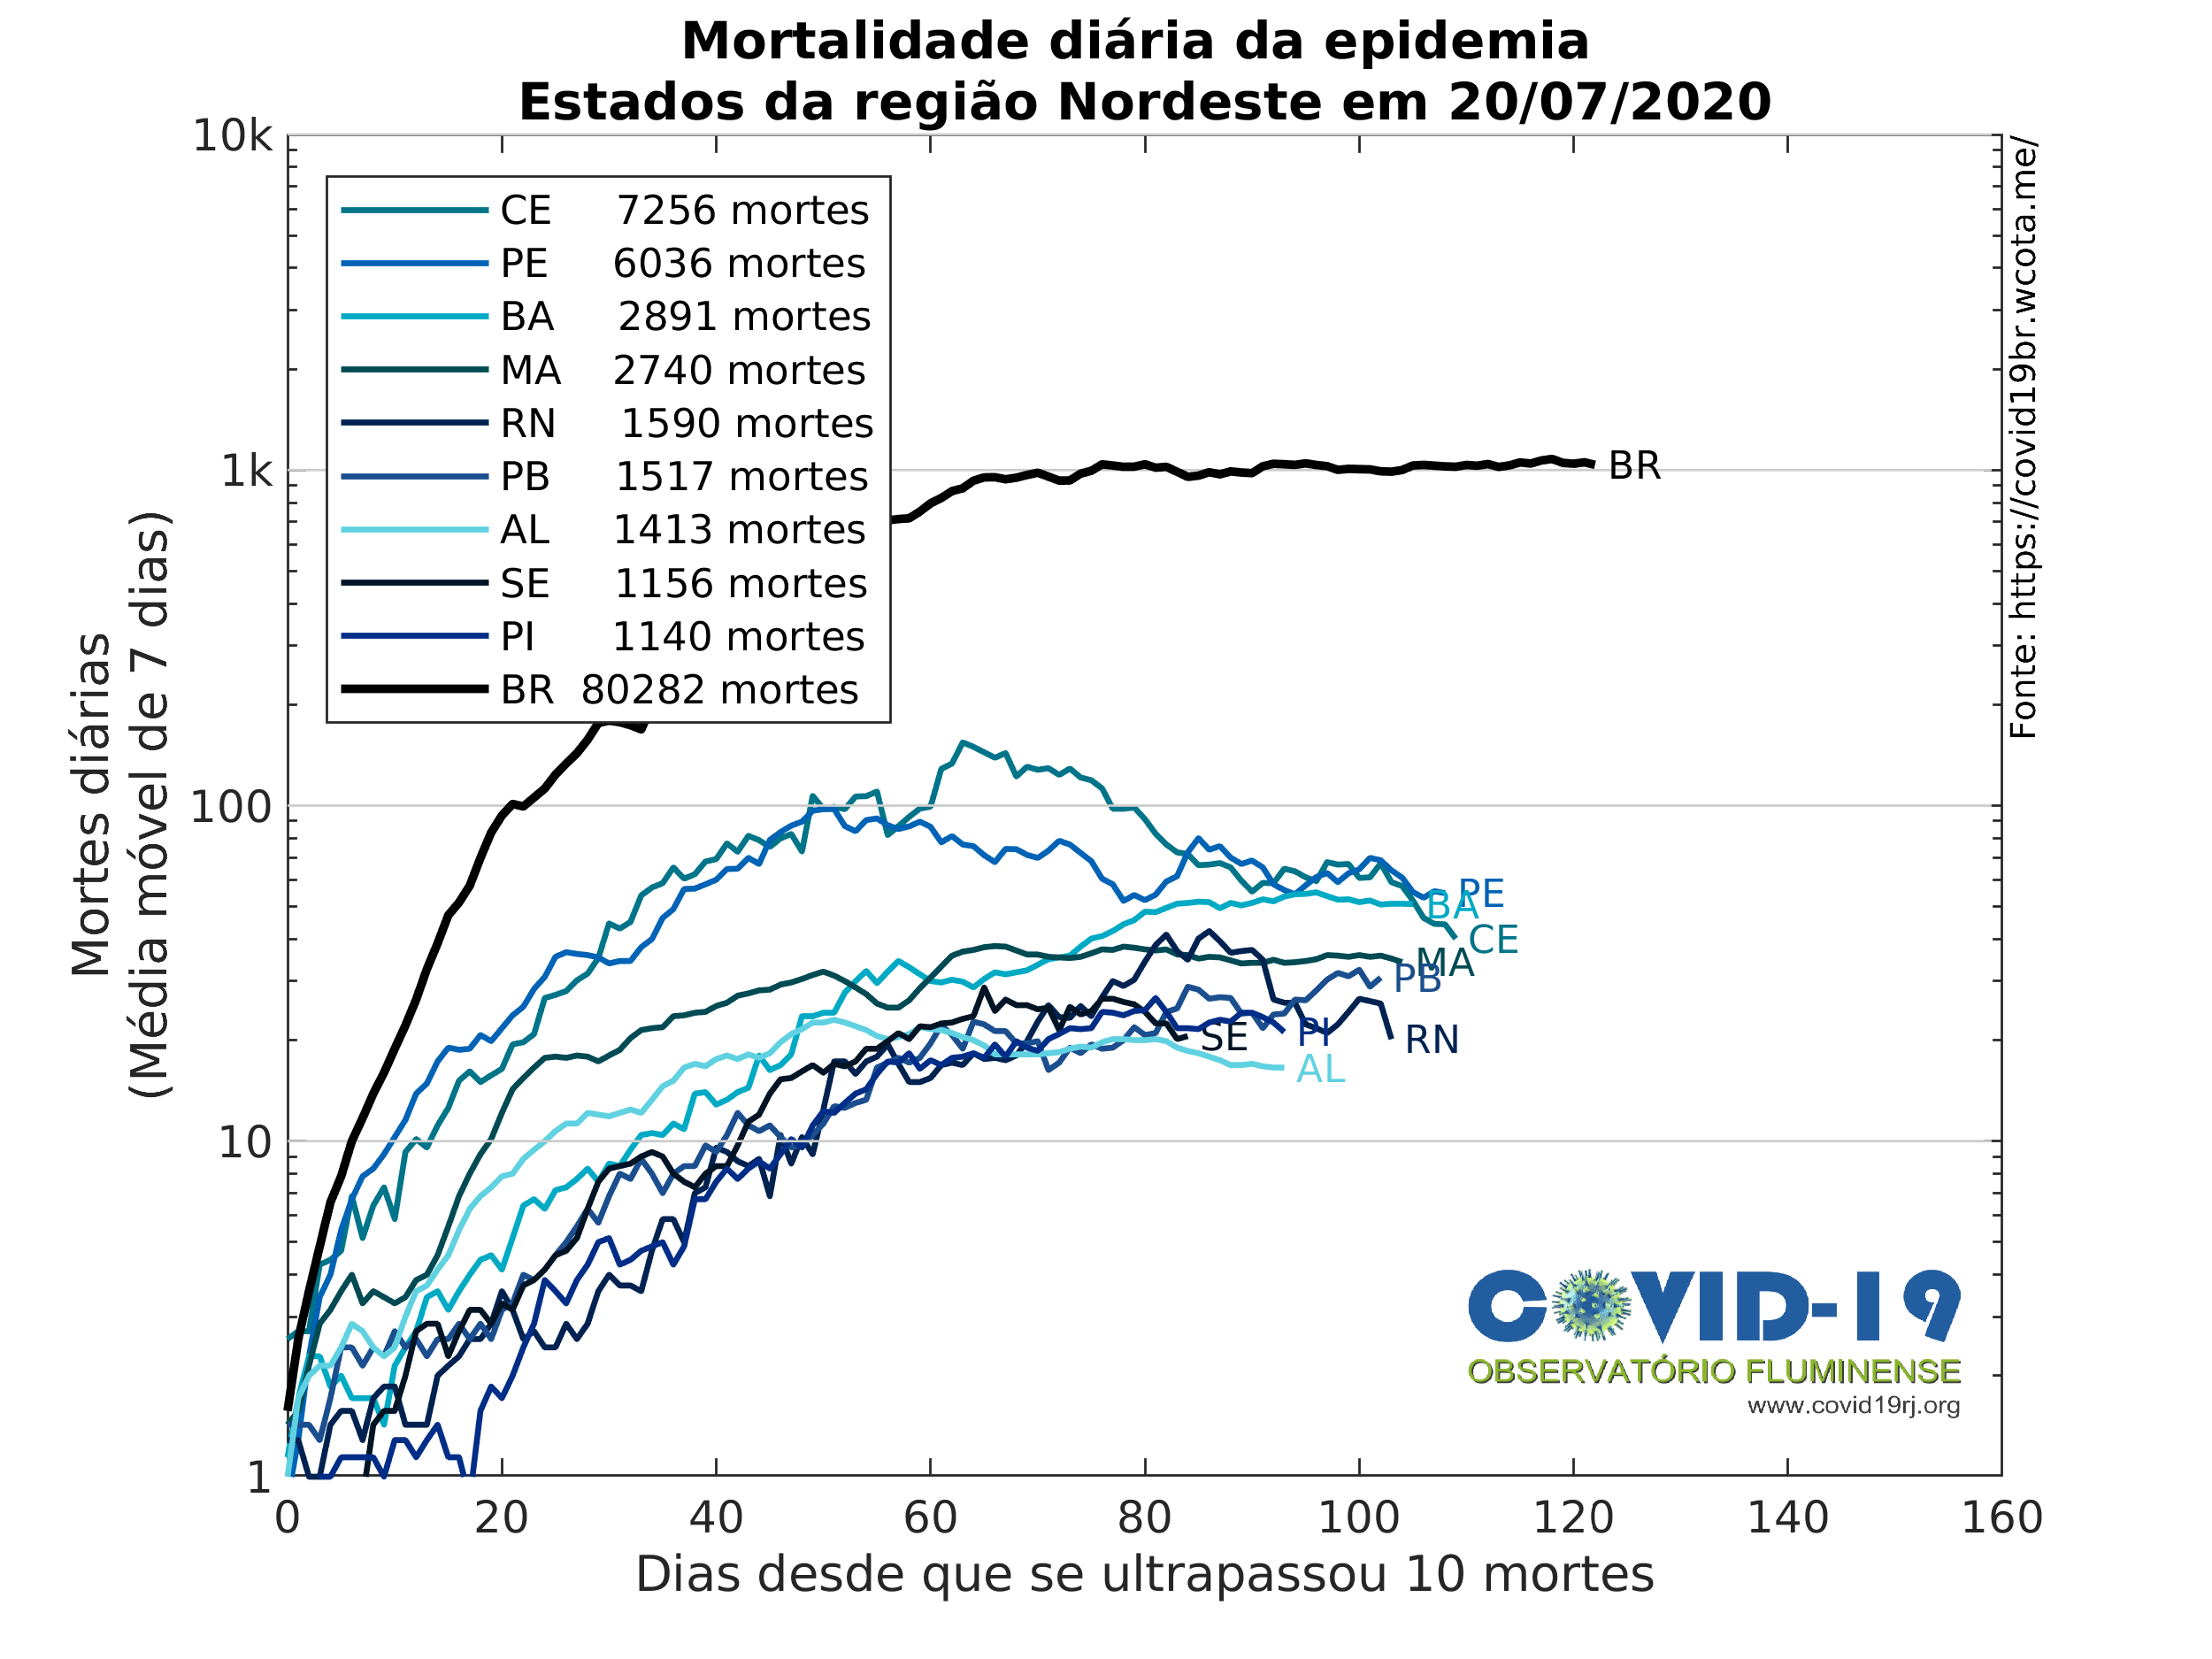 Mortalidade diária da epidemia
Estados da região Nordeste em 20/07/2020
Mortes diárias
(Média móvel de 7 dias)
10k
1k
100
10
1
CE 7256 mortes
PE 6036 mortes
BA 2891 mortes
MA 2740 mortes
RN 1590 mortes
PB 1517 mortes
AL 1413 mortes
SE 1156 mortes
PI 1140 mortes
BR 80282 mortes
BR
PE
BA
CE
MA
PB
SE
PI
RN
AL
Fonte: https://covid19br.wcota.me/
COVID-19
OBSERVATÓRIO FLUMINENSE
www.covid19rj.org
0 20 40 60 80 100 120 140 160
Dias desde que se ultrapassou 10 mortes